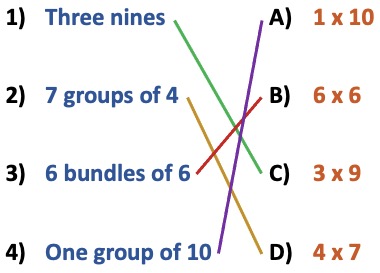 1) Three nines A) 1 x 10
2) 7 groups of 4 B) 6 x 6
3) 6 bundles of 6 C) 3 x 9
4) One group of 10 D) 4 x 7